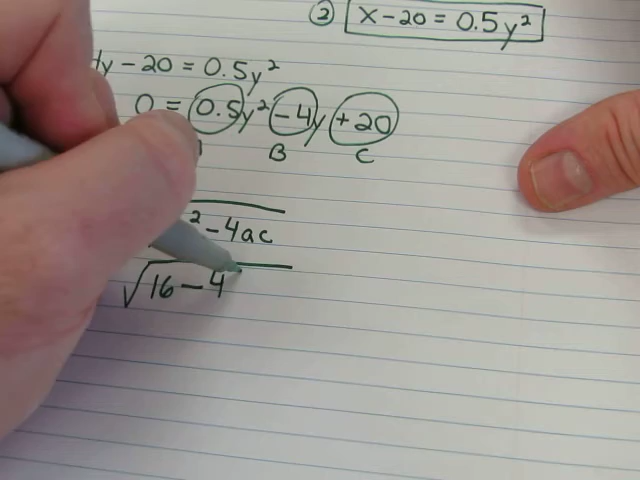 ② x - 20 = 0.5y²
y - 20 = 0.5y²
0 = 0.5y² - 4y + 20
B C
² - 4ac
√16 - 4